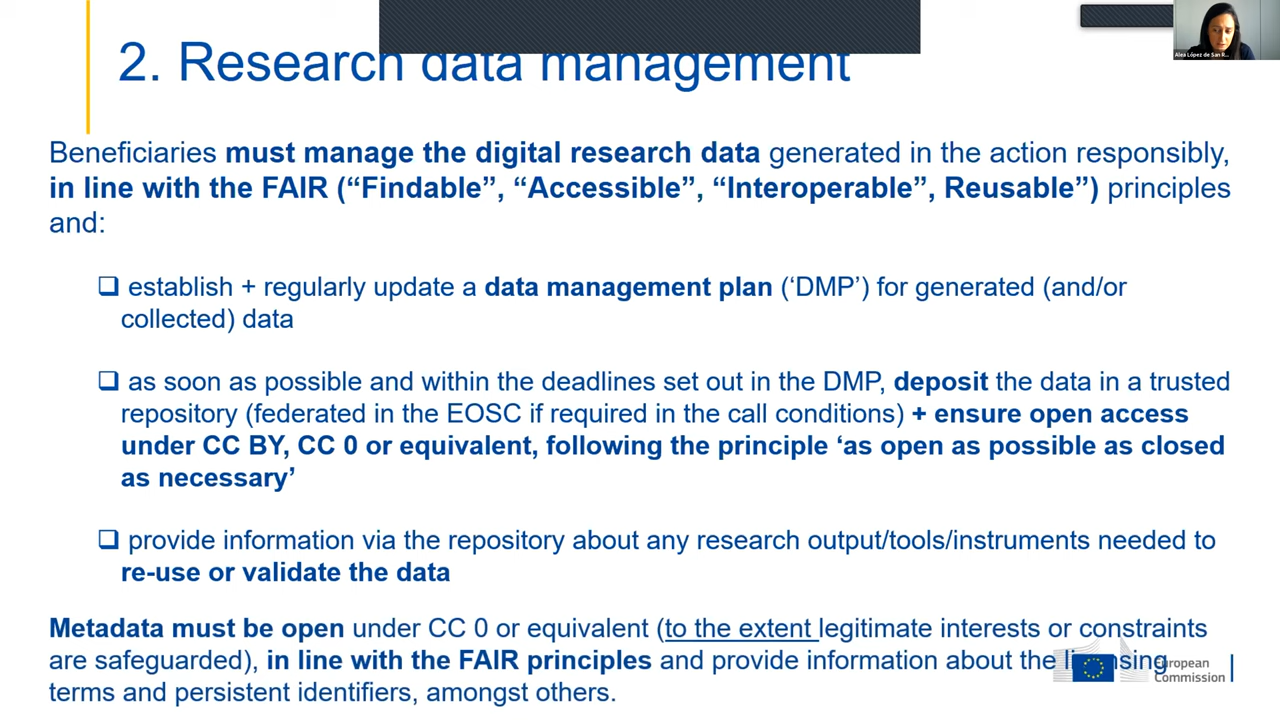 2. Research data management
Alea López de San R...
Beneficiaries must manage the digital research data generated in the action responsibly,
in line with the FAIR (“Findable”, “Accessible”, “Interoperable”, Reusable”) principles
and:
❑ establish + regularly update a data management plan (‘DMP’) for generated (and/or
collected) data
❑ as soon as possible and within the deadlines set out in the DMP, deposit the data in a trusted
repository (federated in the EOSC if required in the call conditions) + ensure open access
under CC BY, CC 0 or equivalent, following the principle ‘as open as possible as closed
as necessary’
❑ provide information via the repository about any research output/tools/instruments needed to
re-use or validate the data
Metadada must be open under CC 0 or equivalent (to the extent legitimate interests or constraints
are safeguarded), in line with the FAIR principles and provide information about the licensing
terms and persistent identifiers, amongst others.
European
Commission